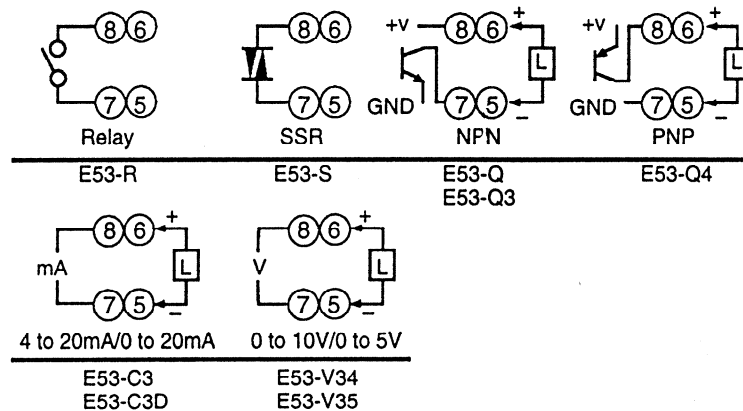 8 6
7 5
Relay
E53-R
8 6
7 5
SSR
E53-S
+V 8 6 +
L
GND 7 5 −
NPN
E53-Q
E53-Q3
+V 8 6 +
L
GND 7 5 −
PNP
E53-Q4
8 6 +
mA L
7 5 −
4 to 20mA/0 to 20mA
E53-C3
E53-C3D
8 6 +
V L
7 5 −
0 to 10V/0 to 5V
E53-V34
E53-V35